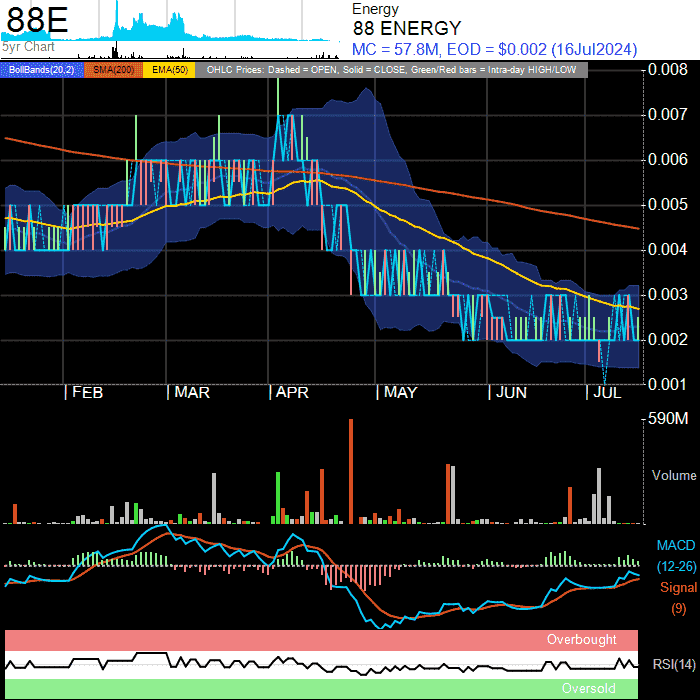 88E
5yr Chart
Energy
88 ENERGY
MC = 57.8M, EOD = $0.002 (16Jul2024)
BollBands(20,2) SMA(200) EMA(50) OHLC Prices: Dashed = OPEN, Solid = CLOSE, Green/Red bars = Intra-day HIGH/LOW
0.008
0.007
0.006
0.005
0.004
0.003
0.002
0.001
FEB MAR APR MAY JUN JUL
590M
Volume
MACD
(12-26)
Signal
(9)
Overbought
RSI(14)
Oversold